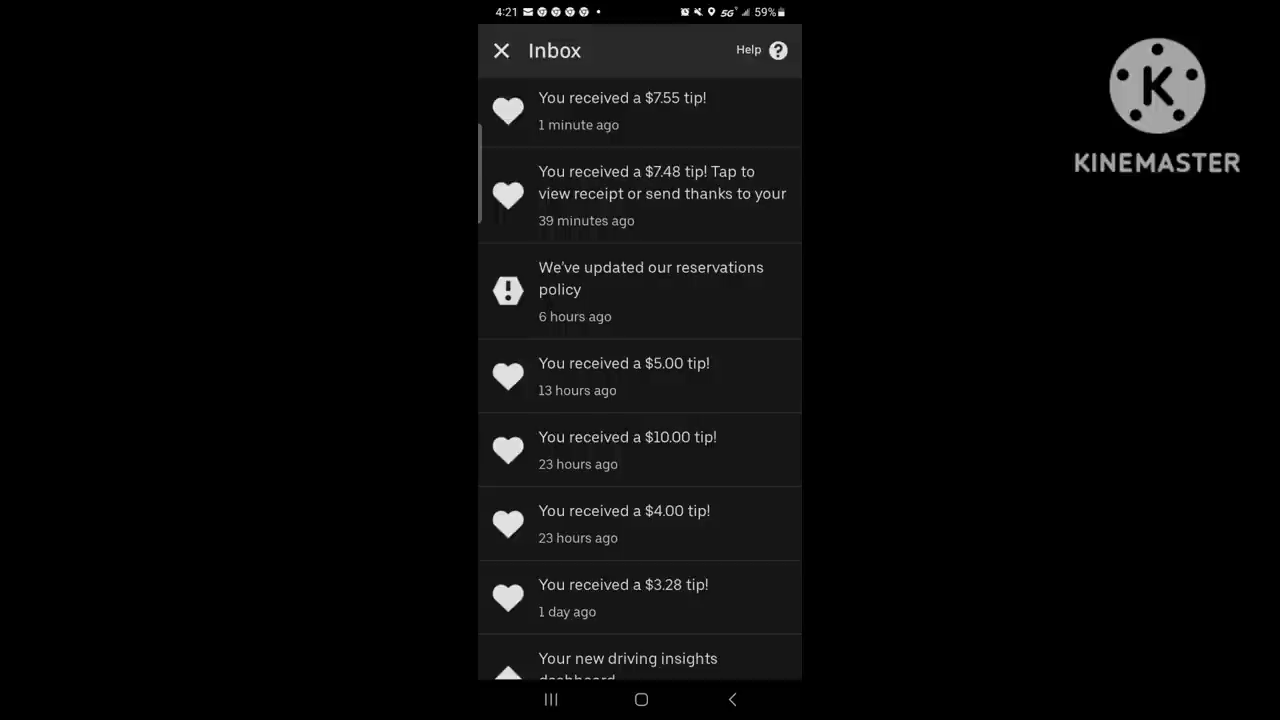 4:21 5G 59%
Inbox
Help ?
You received a $7.55 tip!
1 minute ago
You received a $7.48 tip! Tap to
view receipt or send thanks to your
39 minutes ago
We've updated our reservations
policy
6 hours ago
You received a $5.00 tip!
13 hours ago
You received a $10.00 tip!
23 hours ago
You received a $4.00 tip!
23 hours ago
You received a $3.28 tip!
1 day ago
Your new driving insights
dashboard
K
KINEMASTER